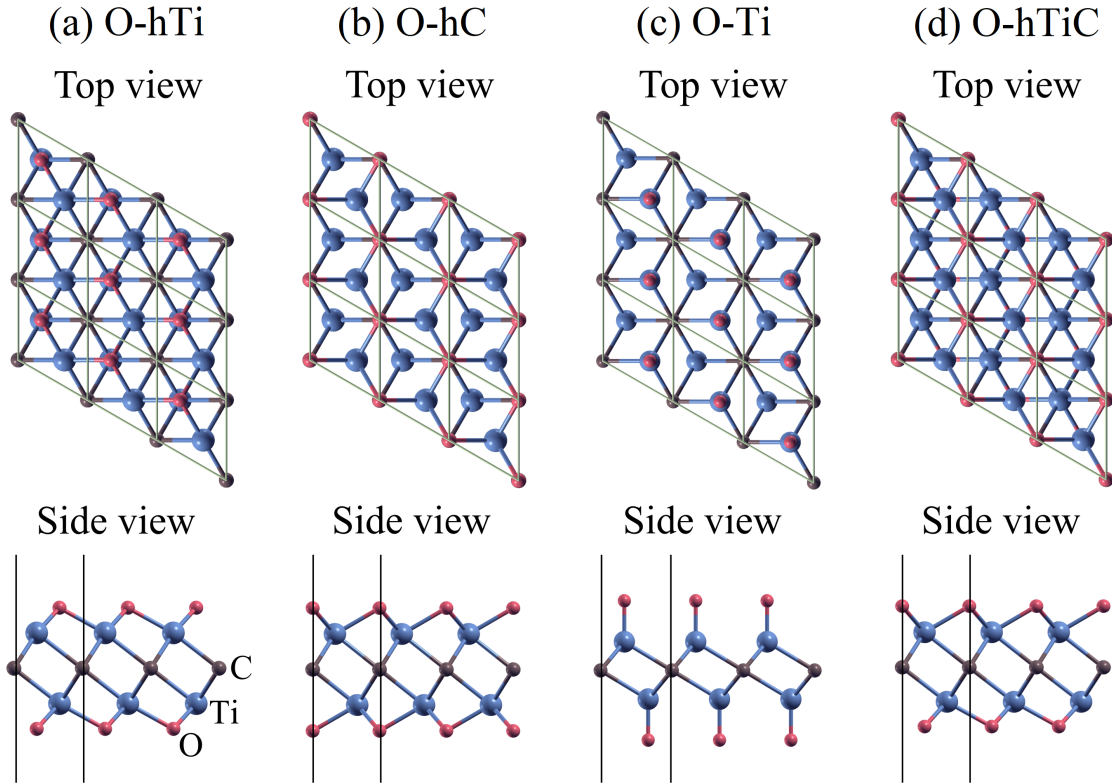 (a) O-hTi
(b) O-hC
(c) O-Ti
(d) O-hTiC
Top view
Top view
Top view
Top view
Side view
Side view
Side view
Side view
C
Ti
O